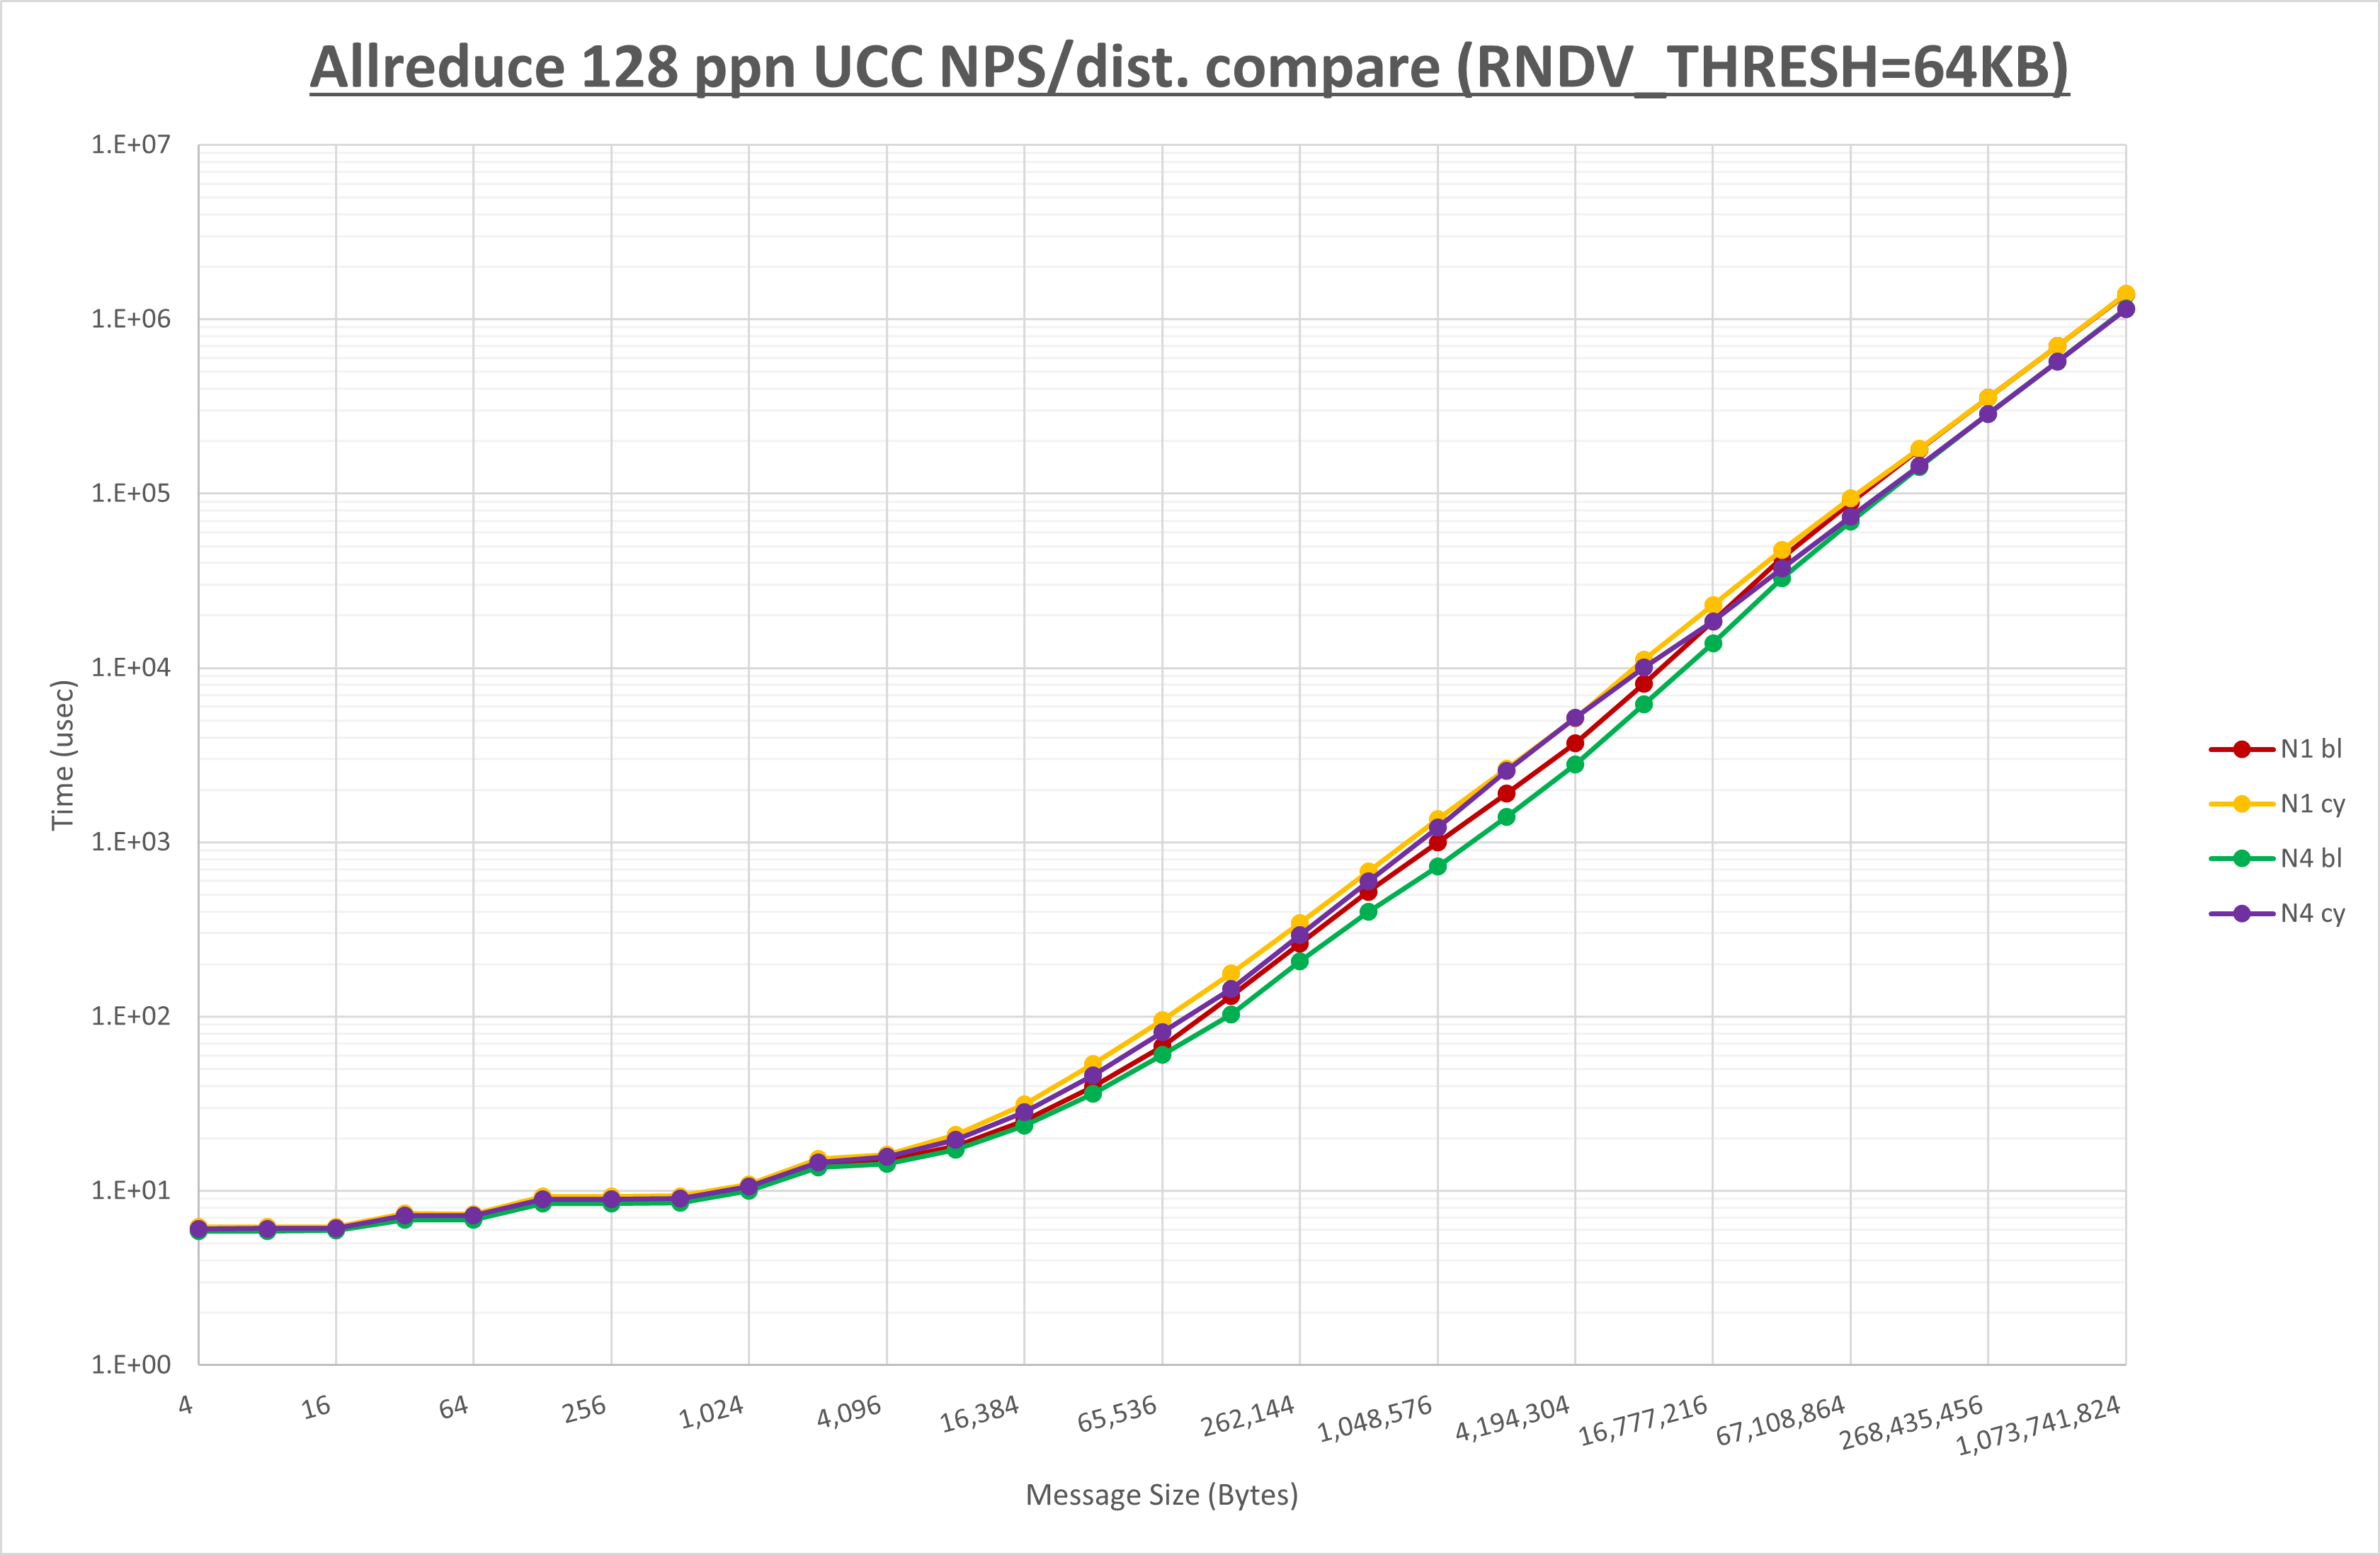 Allreduce 128 ppn UCC NPS/dist. compare (RNDV_THRESH=64KB)
1.E+07
1.E+06
1.E+05
1.E+04
1.E+03
1.E+02
1.E+01
1.E+00
Time (usec)
4
16
64
256
1,024
4,096
16,384
65,536
262,144
1,048,576
4,194,304
16,777,216
67,108,864
268,435,456
1,073,741,824
Message Size (Bytes)
N1 bl
N1 cy
N4 bl
N4 cy